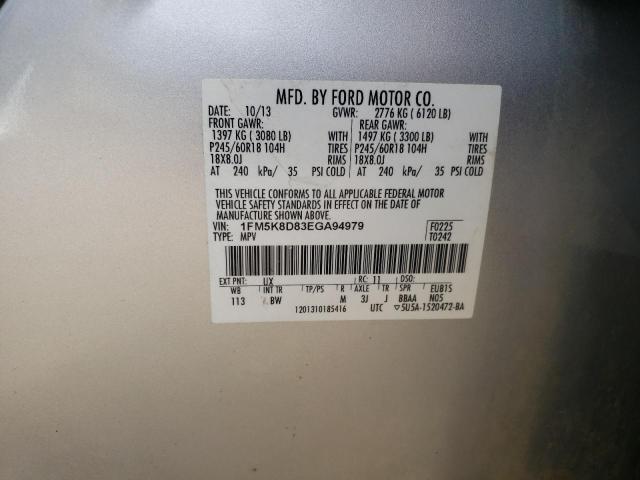 MFD. BY FORD MOTOR CO.
DATE: 10/13 GVWR: 2776 KG ( 6120 LB)
FRONT GAWR: REAR GAWR:
1397 KG ( 3080 LB) WITH 1497 KG ( 3300 LB)
P245/60R18 104H TIRES P245/60R18 104H
18X8.0J RIMS 18X8.0J
AT 240 kPa/ 35 PSI COLD AT 240 kPa/ 35 PSI COLD
WITH
TIRES
RIMS
THIS VEHICLE CONFORMS TO ALL APPLICABLE FEDERAL MOTOR
VEHICLE SAFETY STANDARDS IN EFFECT ON THE DATE OF
MANUFACTURE SHOWN ABOVE.
VIN: 1FM5K8D83EGA94979 F0225
TYPE: MPV T0242
EXT PNT: UX RC: 11 DSO:
WB INT TR TP/PS R AXLE TR SPR EUB1S
113 BW M 3J J BBAA N05
1201310185416 UTC ▽5U5A-1520472-BA